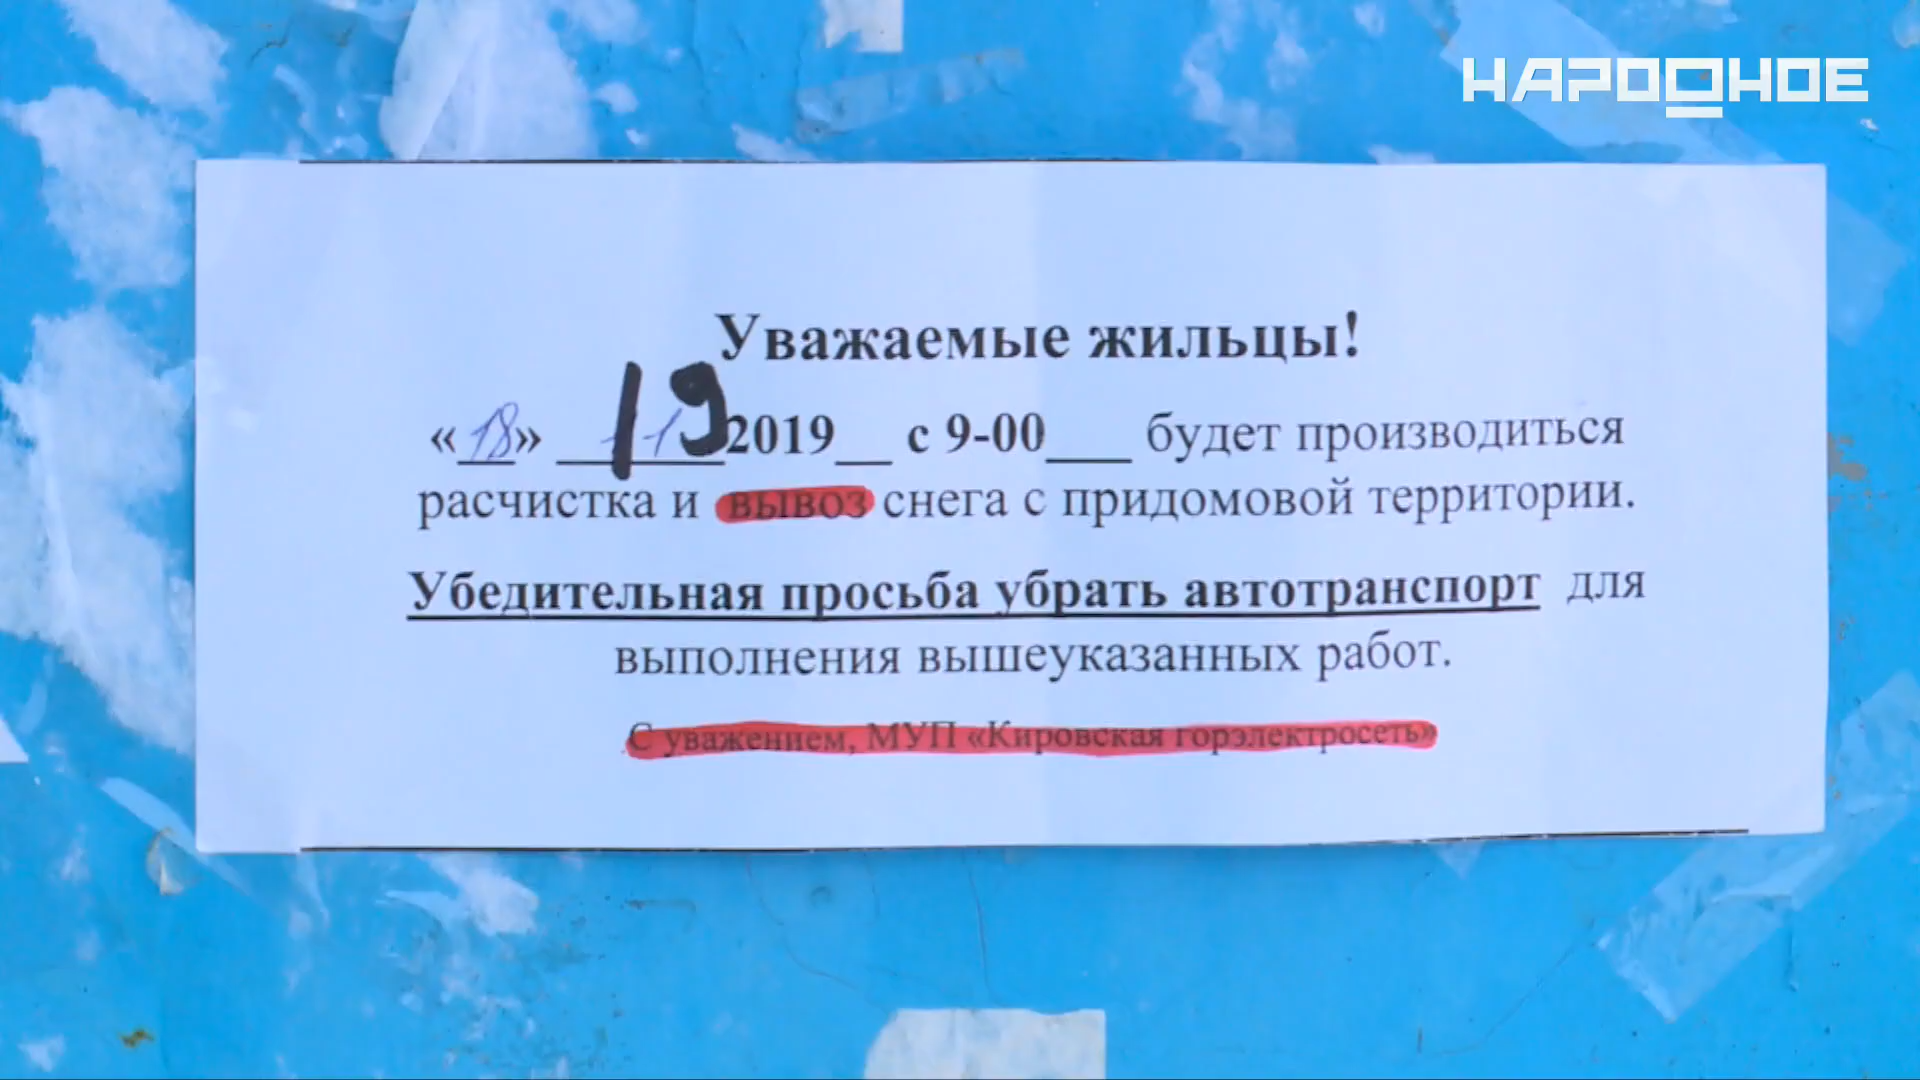 НАРОДНОЕ
Уважаемые жильцы!
«18» 11 19 2019__ с 9-00___ будет производиться
расчистка и вывоз снега с придомовой территории.
Убедительная просьба убрать автотранспорт для
выполнения вышеуказанных работ.
С уважением, МУП «Кировская горэлектросеть»